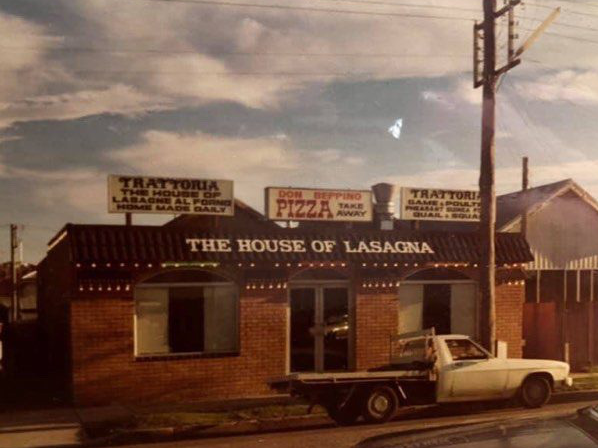 TRATTORIA
THE HOUSE OF
LASAGNE AL FORNO
HOME MADE DAILY
DON BEPPINO
PIZZA TAKE
AWAY
TRATTORIA
GAME & POULTRY
QUAIL & SQUAB
THE HOUSE OF LASAGNA